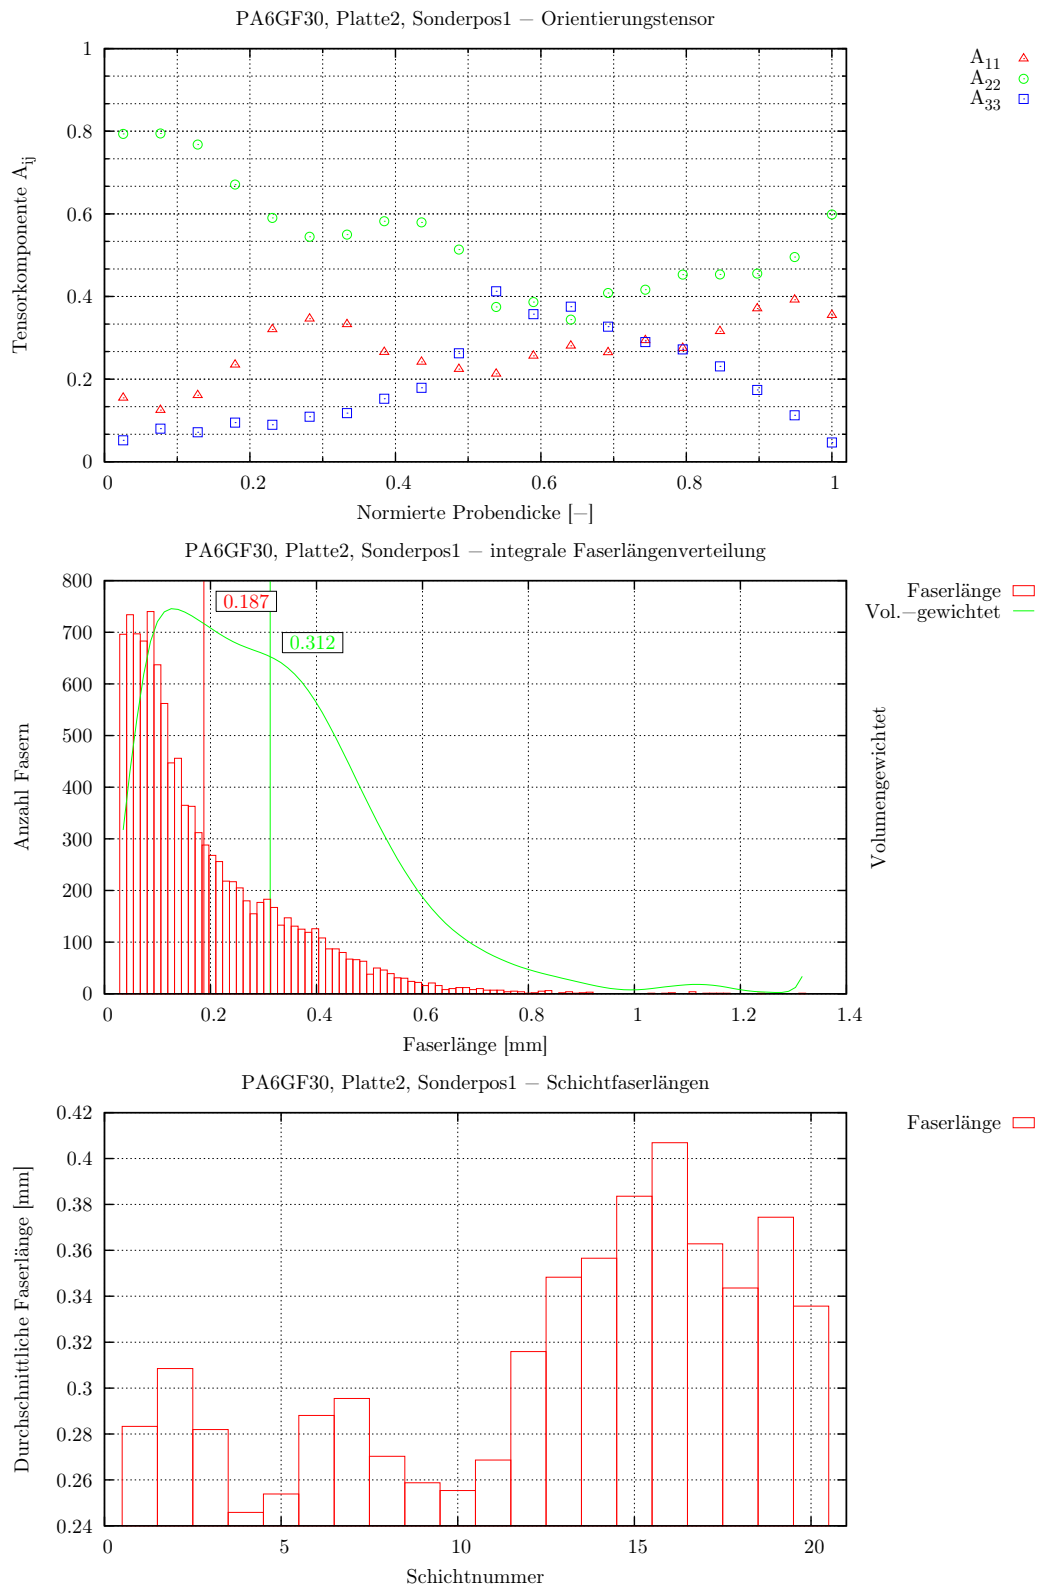 PA6GF30, Platte2, Sonderpos1 − Orientierungstensor
A11
A22
A33
Tensorkomponente Aij
1
0.8
0.6
0.4
0.2
0
0 0.2 0.4 0.6 0.8 1
Normierte Probendicke [−]
PA6GF30, Platte2, Sonderpos1 − integrale Faserlängenverteilung
Faserlänge
Vol.−gewichtet
0.187
0.312
Anzahl Fasern
Volumengewichtet
800
700
600
500
400
300
200
100
0
0 0.2 0.4 0.6 0.8 1 1.2 1.4
Faserlänge [mm]
PA6GF30, Platte2, Sonderpos1 − Schichtfaserlängen
Faserlänge
Durchschnittliche Faserlänge [mm]
0.42
0.4
0.38
0.36
0.34
0.32
0.3
0.28
0.26
0.24
0 5 10 15 20
Schichtnummer